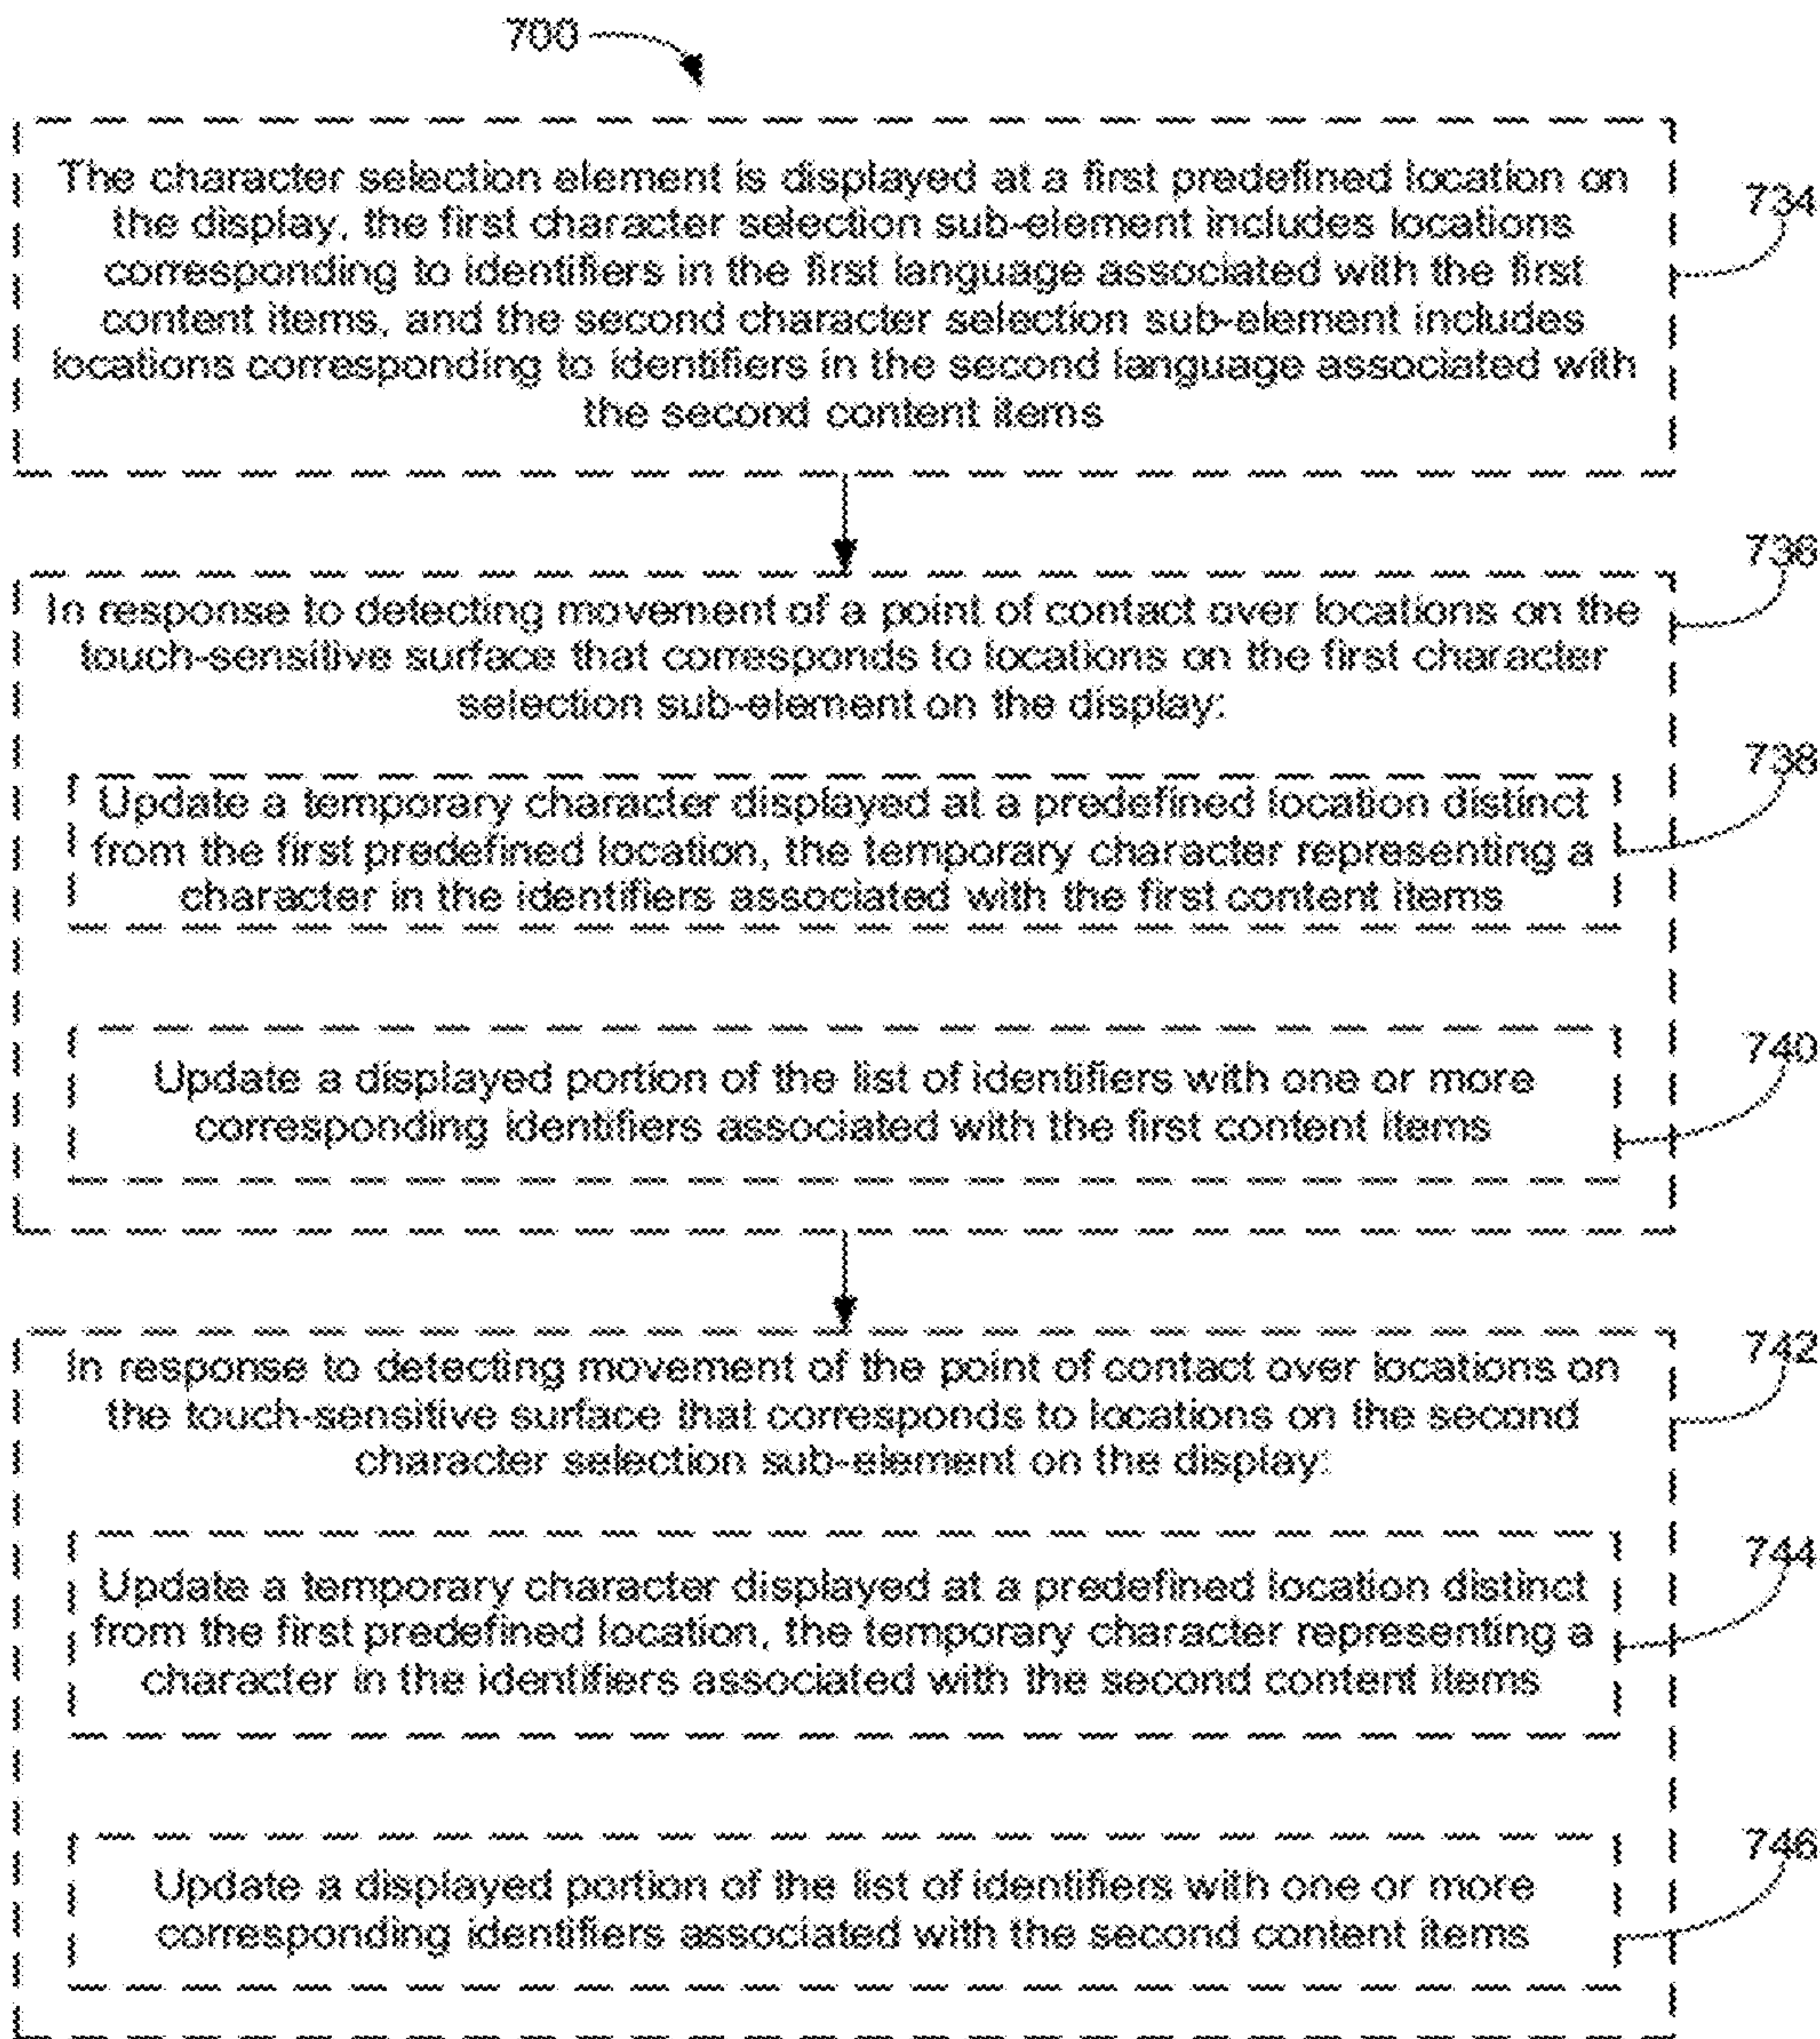 700
The character selection element is displayed at a first predefined location on
the display, the first character selection sub-element includes locations
corresponding to identifiers in the first language associated with the first
content items, and the second character selection sub-element includes
locations corresponding to identifiers in the second language associated with
the second content items
734
In response to detecting movement of a point of contact over locations on the
touch-sensitive surface that corresponds to locations on the first character
selection sub-element on the display:
736
Update a temporary character displayed at a predefined location distinct
from the first predefined location, the temporary character representing a
character in the identifiers associated with the first content items
738
Update a displayed portion of the list of identifiers with one or more
corresponding identifiers associated with the first content items
740
In response to detecting movement of the point of contact over locations on
the touch-sensitive surface that corresponds to locations on the second
character selection sub-element on the display:
742
Update a temporary character displayed at a predefined location distinct
from the first predefined location, the temporary character representing a
character in the identifiers associated with the second content items
744
Update a displayed portion of the list of identifiers with one or more
corresponding identifiers associated with the second content items
746